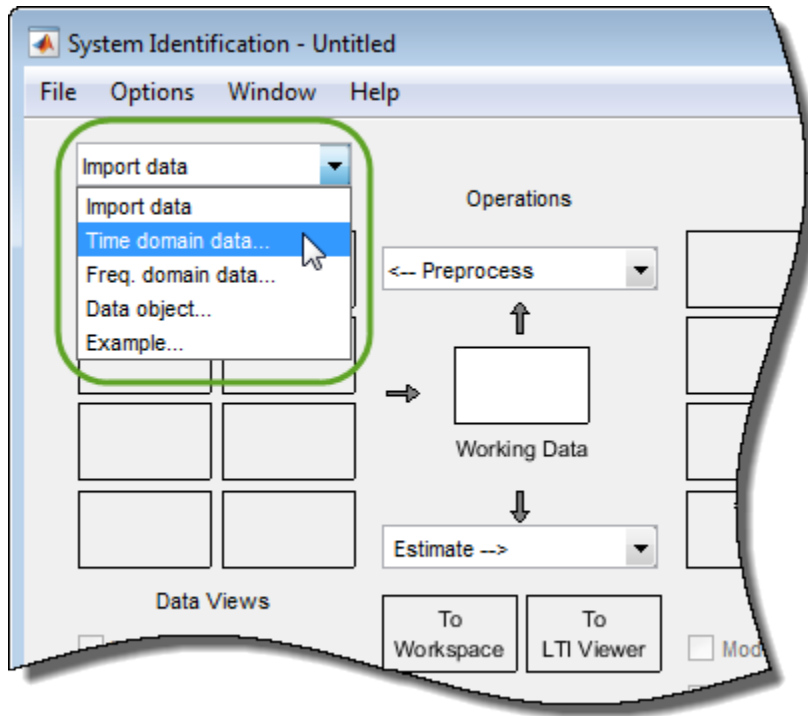 System Identification - Untitled
File Options Window Help
Import data
Import data
Time domain data...
Freq. domain data...
Data object...
Example...
Operations
<-- Preprocess
Working Data
Estimate -->
Data Views
To
Workspace
To
LTI Viewer